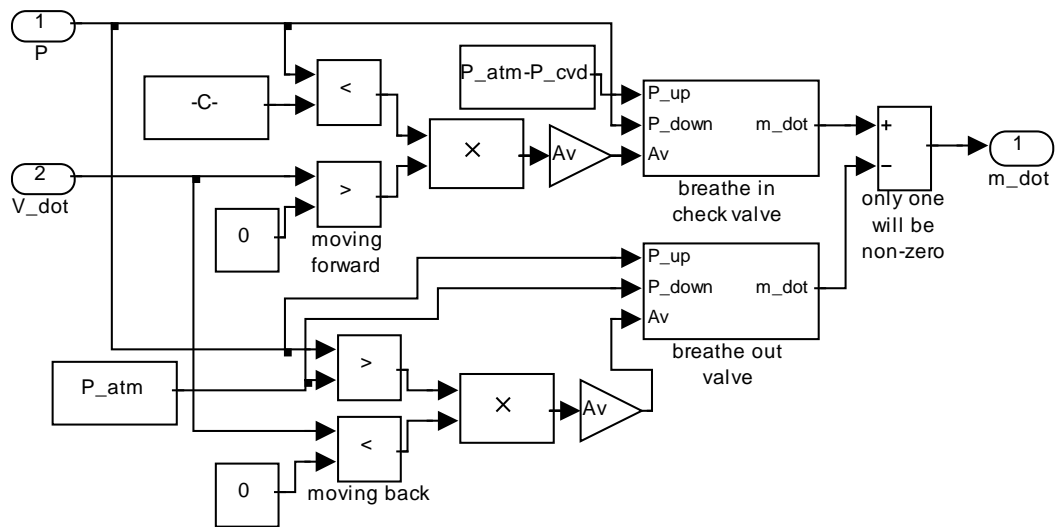 1
P
P_atm-P_cvd
-C-
<
P_up
P_down
Av
m_dot
×
Av
+
−
1
m_dot
2
V_dot
>
0
moving
forward
breathe in
check valve
only one
will be
non-zero
P_up
P_down
Av
m_dot
breathe out
valve
P_atm
>
×
Av
<
0
moving back